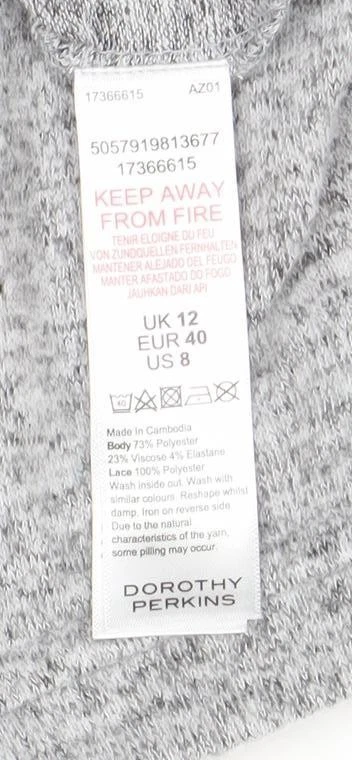 17366615 AZ01
5057919813677
17366615
KEEP AWAY
FROM FIRE
TENIR ELOIGNE DU FEU
VON ZUNDQUELLEN FERNHALTEN
MANTENER ALEJADO DEL FUEGO
MANTER AFASTADO DO FOGO
JAUHKAN DARI API
UK 12
EUR 40
US 8
40
Made in Cambodia
Body 73% Polyester
23% Viscose 4% Elastane
Lace 100% Polyester
Wash inside out. Wash with
similar colours. Reshape whilst
damp. Iron on reverse side.
Due to the natural
characteristics of the yarn,
some pilling may occur.
DOROTHY
PERKINS